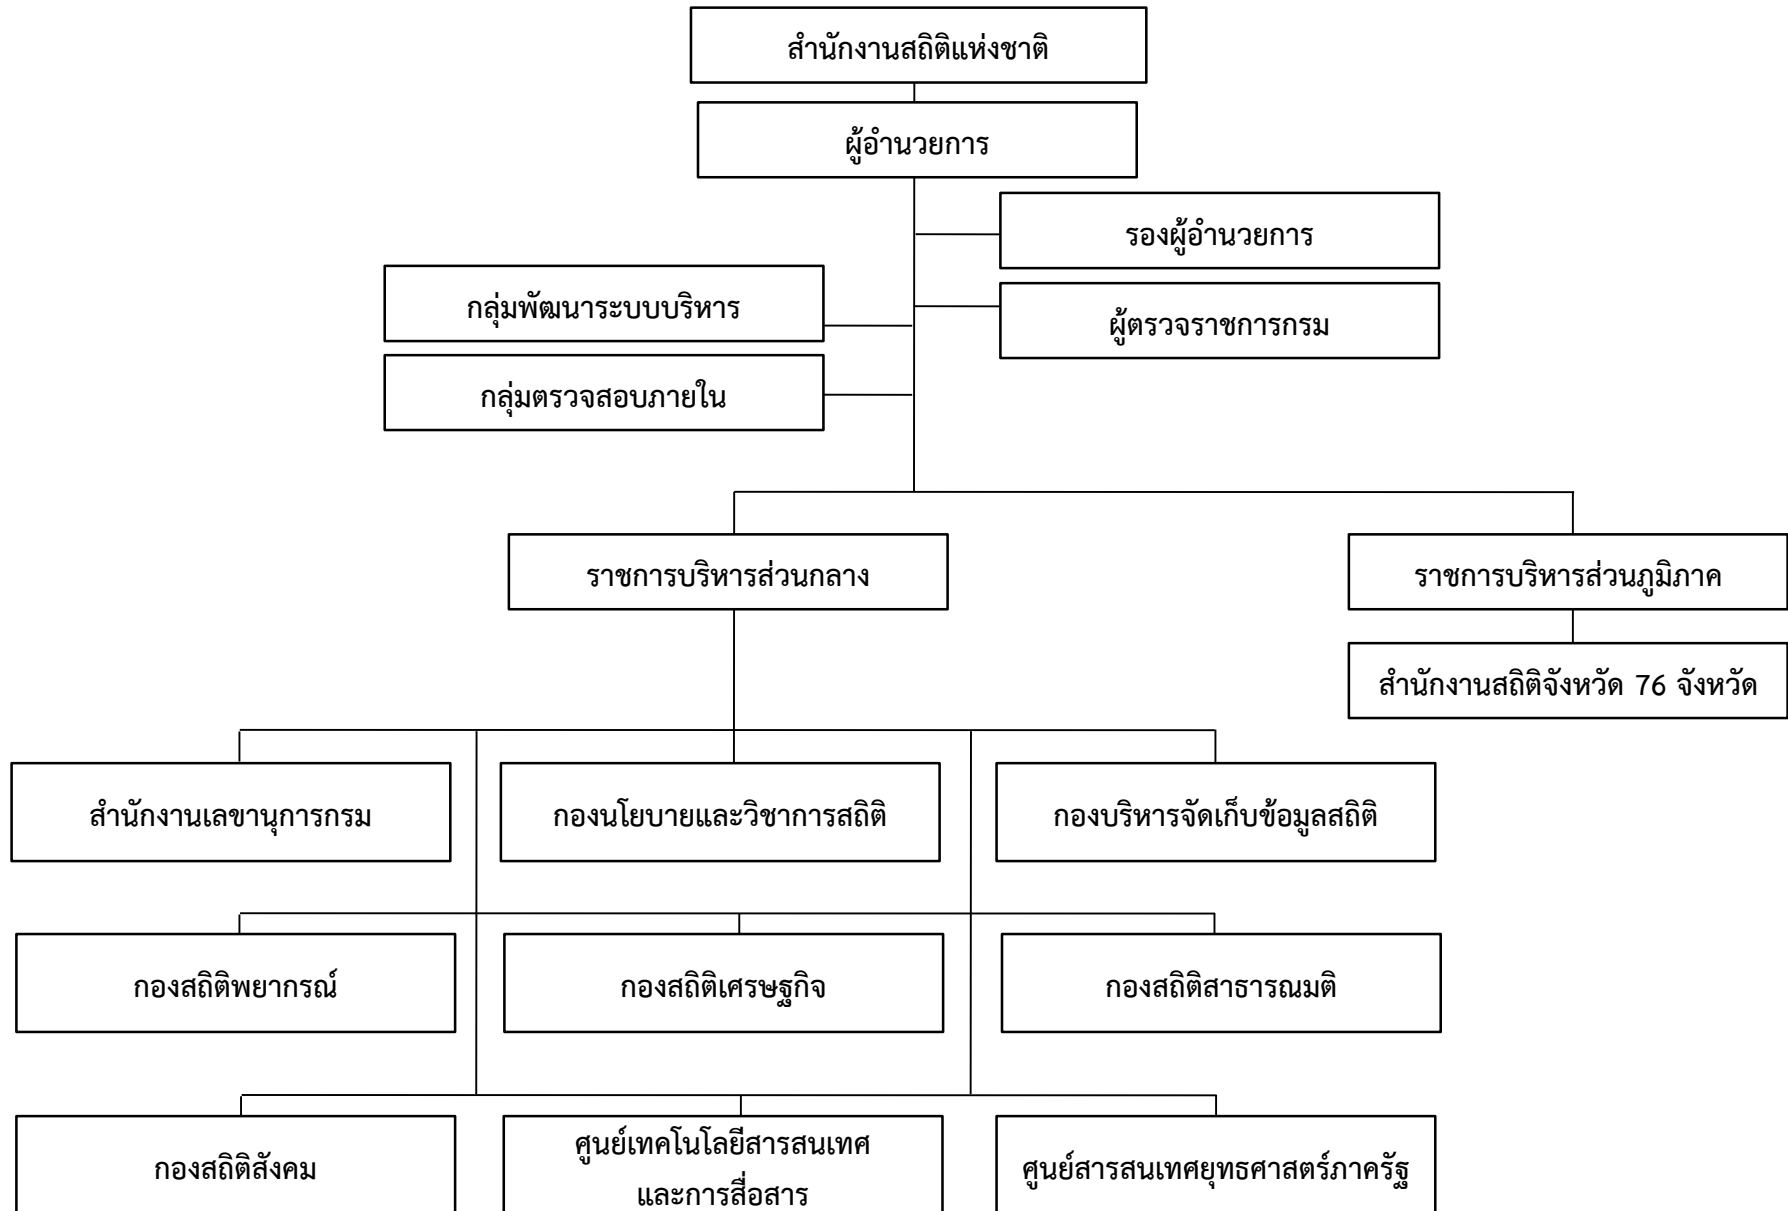 สำนักงานสถิติแห่งชาติ
ผู้อำนวยการ
รองผู้อำนวยการ
กลุ่มพัฒนาระบบบริหาร
ผู้ตรวจราชการกรม
กลุ่มตรวจสอบภายใน
ราชการบริหารส่วนกลาง
ราชการบริหารส่วนภูมิภาค
สำนักงานสถิติจังหวัด 76 จังหวัด
สำนักงานเลขานุการกรม
กองนโยบายและวิชาการสถิติ
กองบริหารจัดเก็บข้อมูลสถิติ
กองสถิติพยากรณ์
กองสถิติเศรษฐกิจ
กองสถิติสาธารณมติ
กองสถิติสังคม
ศูนย์เทคโนโลยีสารสนเทศ
และการสื่อสาร
ศูนย์สารสนเทศยุทธศาสตร์ภาครัฐ